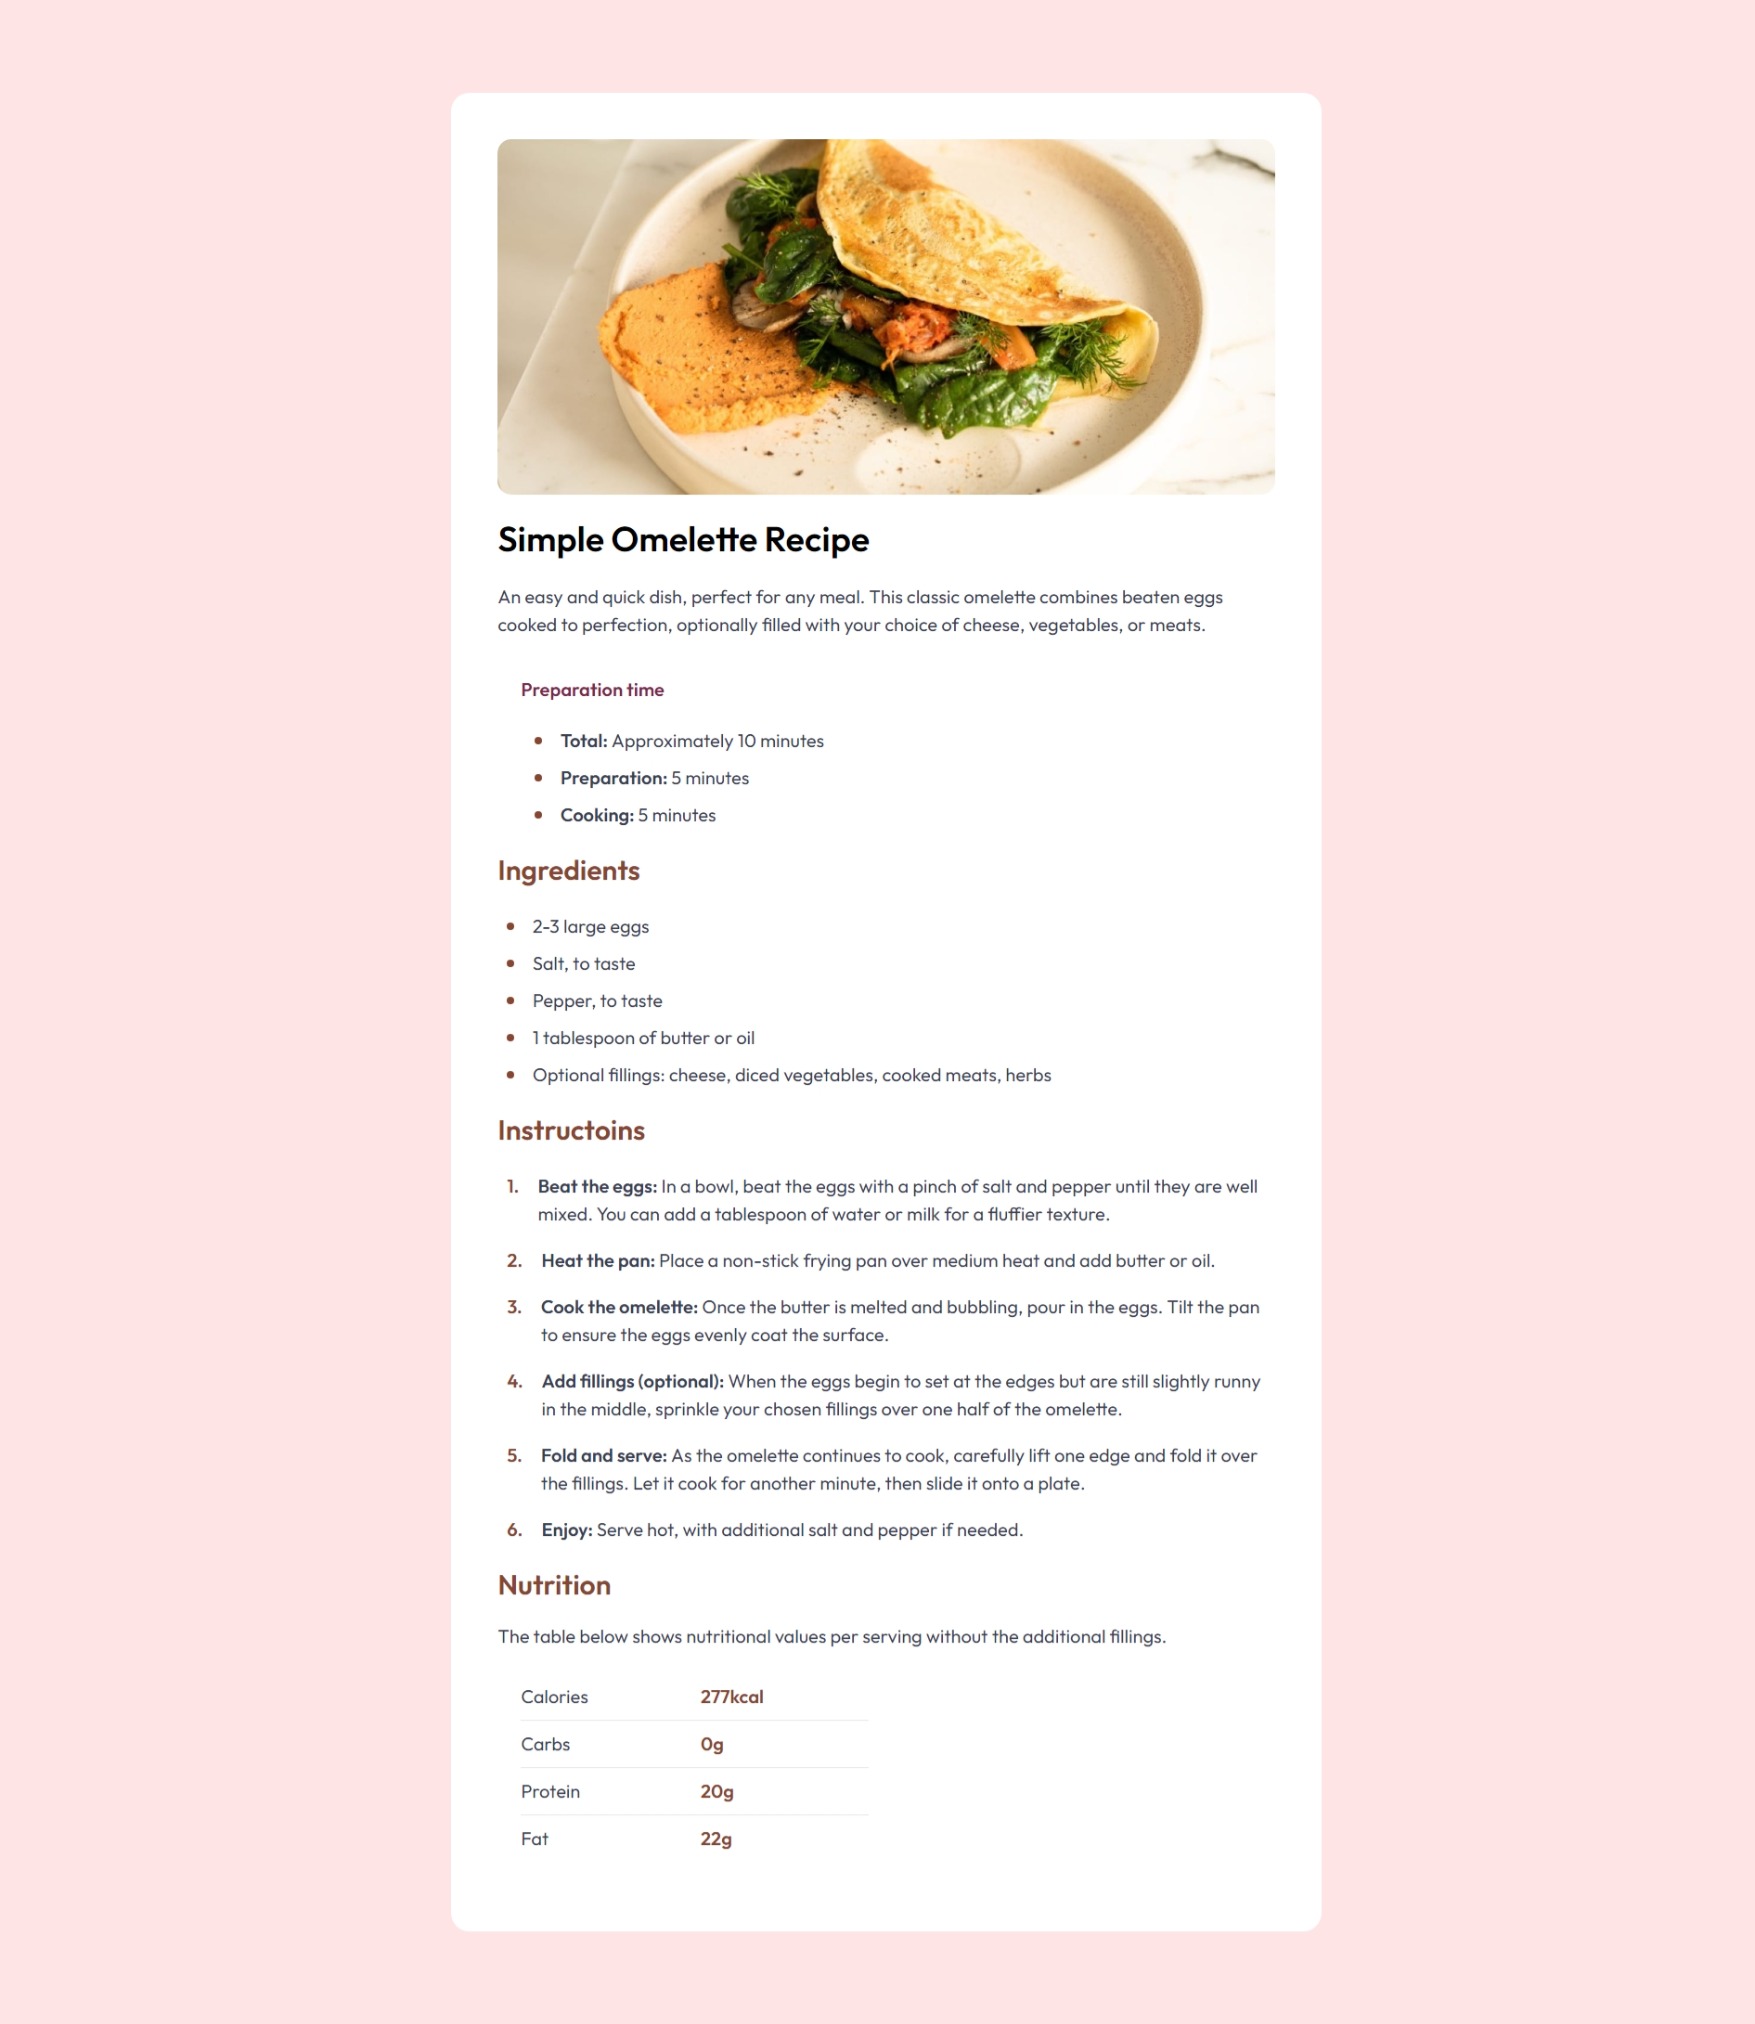 Simple Omelette Recipe
An easy and quick dish, perfect for any meal. This classic omelette combines beaten eggs
cooked to perfection, optionally filled with your choice of cheese, vegetables, or meats.
Preparation time
Total: Approximately 10 minutes
Preparation: 5 minutes
Cooking: 5 minutes
Ingredients
2-3 large eggs
Salt, to taste
Pepper, to taste
1 tablespoon of butter or oil
Optional fillings: cheese, diced vegetables, cooked meats, herbs
Instructoins
1. Beat the eggs: In a bowl, beat the eggs with a pinch of salt and pepper until they are well
mixed. You can add a tablespoon of water or milk for a fluffier texture.
2. Heat the pan: Place a non-stick frying pan over medium heat and add butter or oil.
3. Cook the omelette: Once the butter is melted and bubbling, pour in the eggs. Tilt the pan
to ensure the eggs evenly coat the surface.
4. Add fillings (optional): When the eggs begin to set at the edges but are still slightly runny
in the middle, sprinkle your chosen fillings over one half of the omelette.
5. Fold and serve: As the omelette continues to cook, carefully lift one edge and fold it over
the fillings. Let it cook for another minute, then slide it onto a plate.
6. Enjoy: Serve hot, with additional salt and pepper if needed.
Nutrition
The table below shows nutritional values per serving without the additional fillings.
Calories 277kcal
Carbs 0g
Protein 20g
Fat 22g